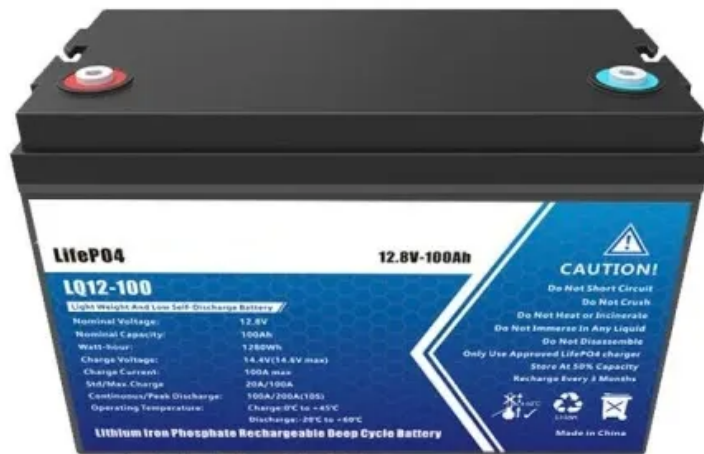 LifeP04
12.8V-100Ah
LQ12-100
Light Weight And Low Self-Discharge Battery
Nominal Voltage: 12.8V
Nominal Capacity: 100Ah
Watt-hour: 1280Wh
Charge Voltage: 14.4V(14.6V max)
Charge Current: 100A max
Std/Max.Charge 20A/100A
Continuous/Peak Discharge: 100A/200A(10S)
Operating Temperature: Charge:0℃ to +45℃
Discharge:-20℃ to +60℃
Lithium Iron Phosphate Rechargeable Deep Cycle Battery
CAUTION!
Do Not Short Circuit
Do Not Crush
Do Not Heat or Incinerate
Do Not Immerse In Any Liquid
Do Not Disassemble
Only Use Approved LifePO4 charger
Store At 50% Capacity
Recharge Every 3 Months
Made in China